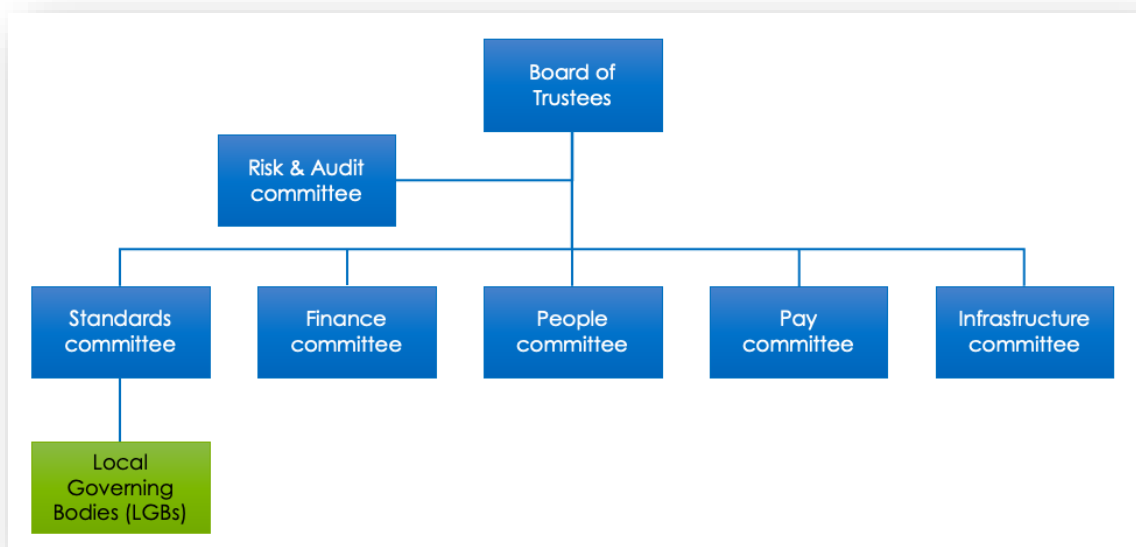 Board of
Trustees
Risk & Audit
committee
Standards
committee
Finance
committee
People
committee
Pay
committee
Infrastructure
committee
Local
Governing
Bodies (LGBs)